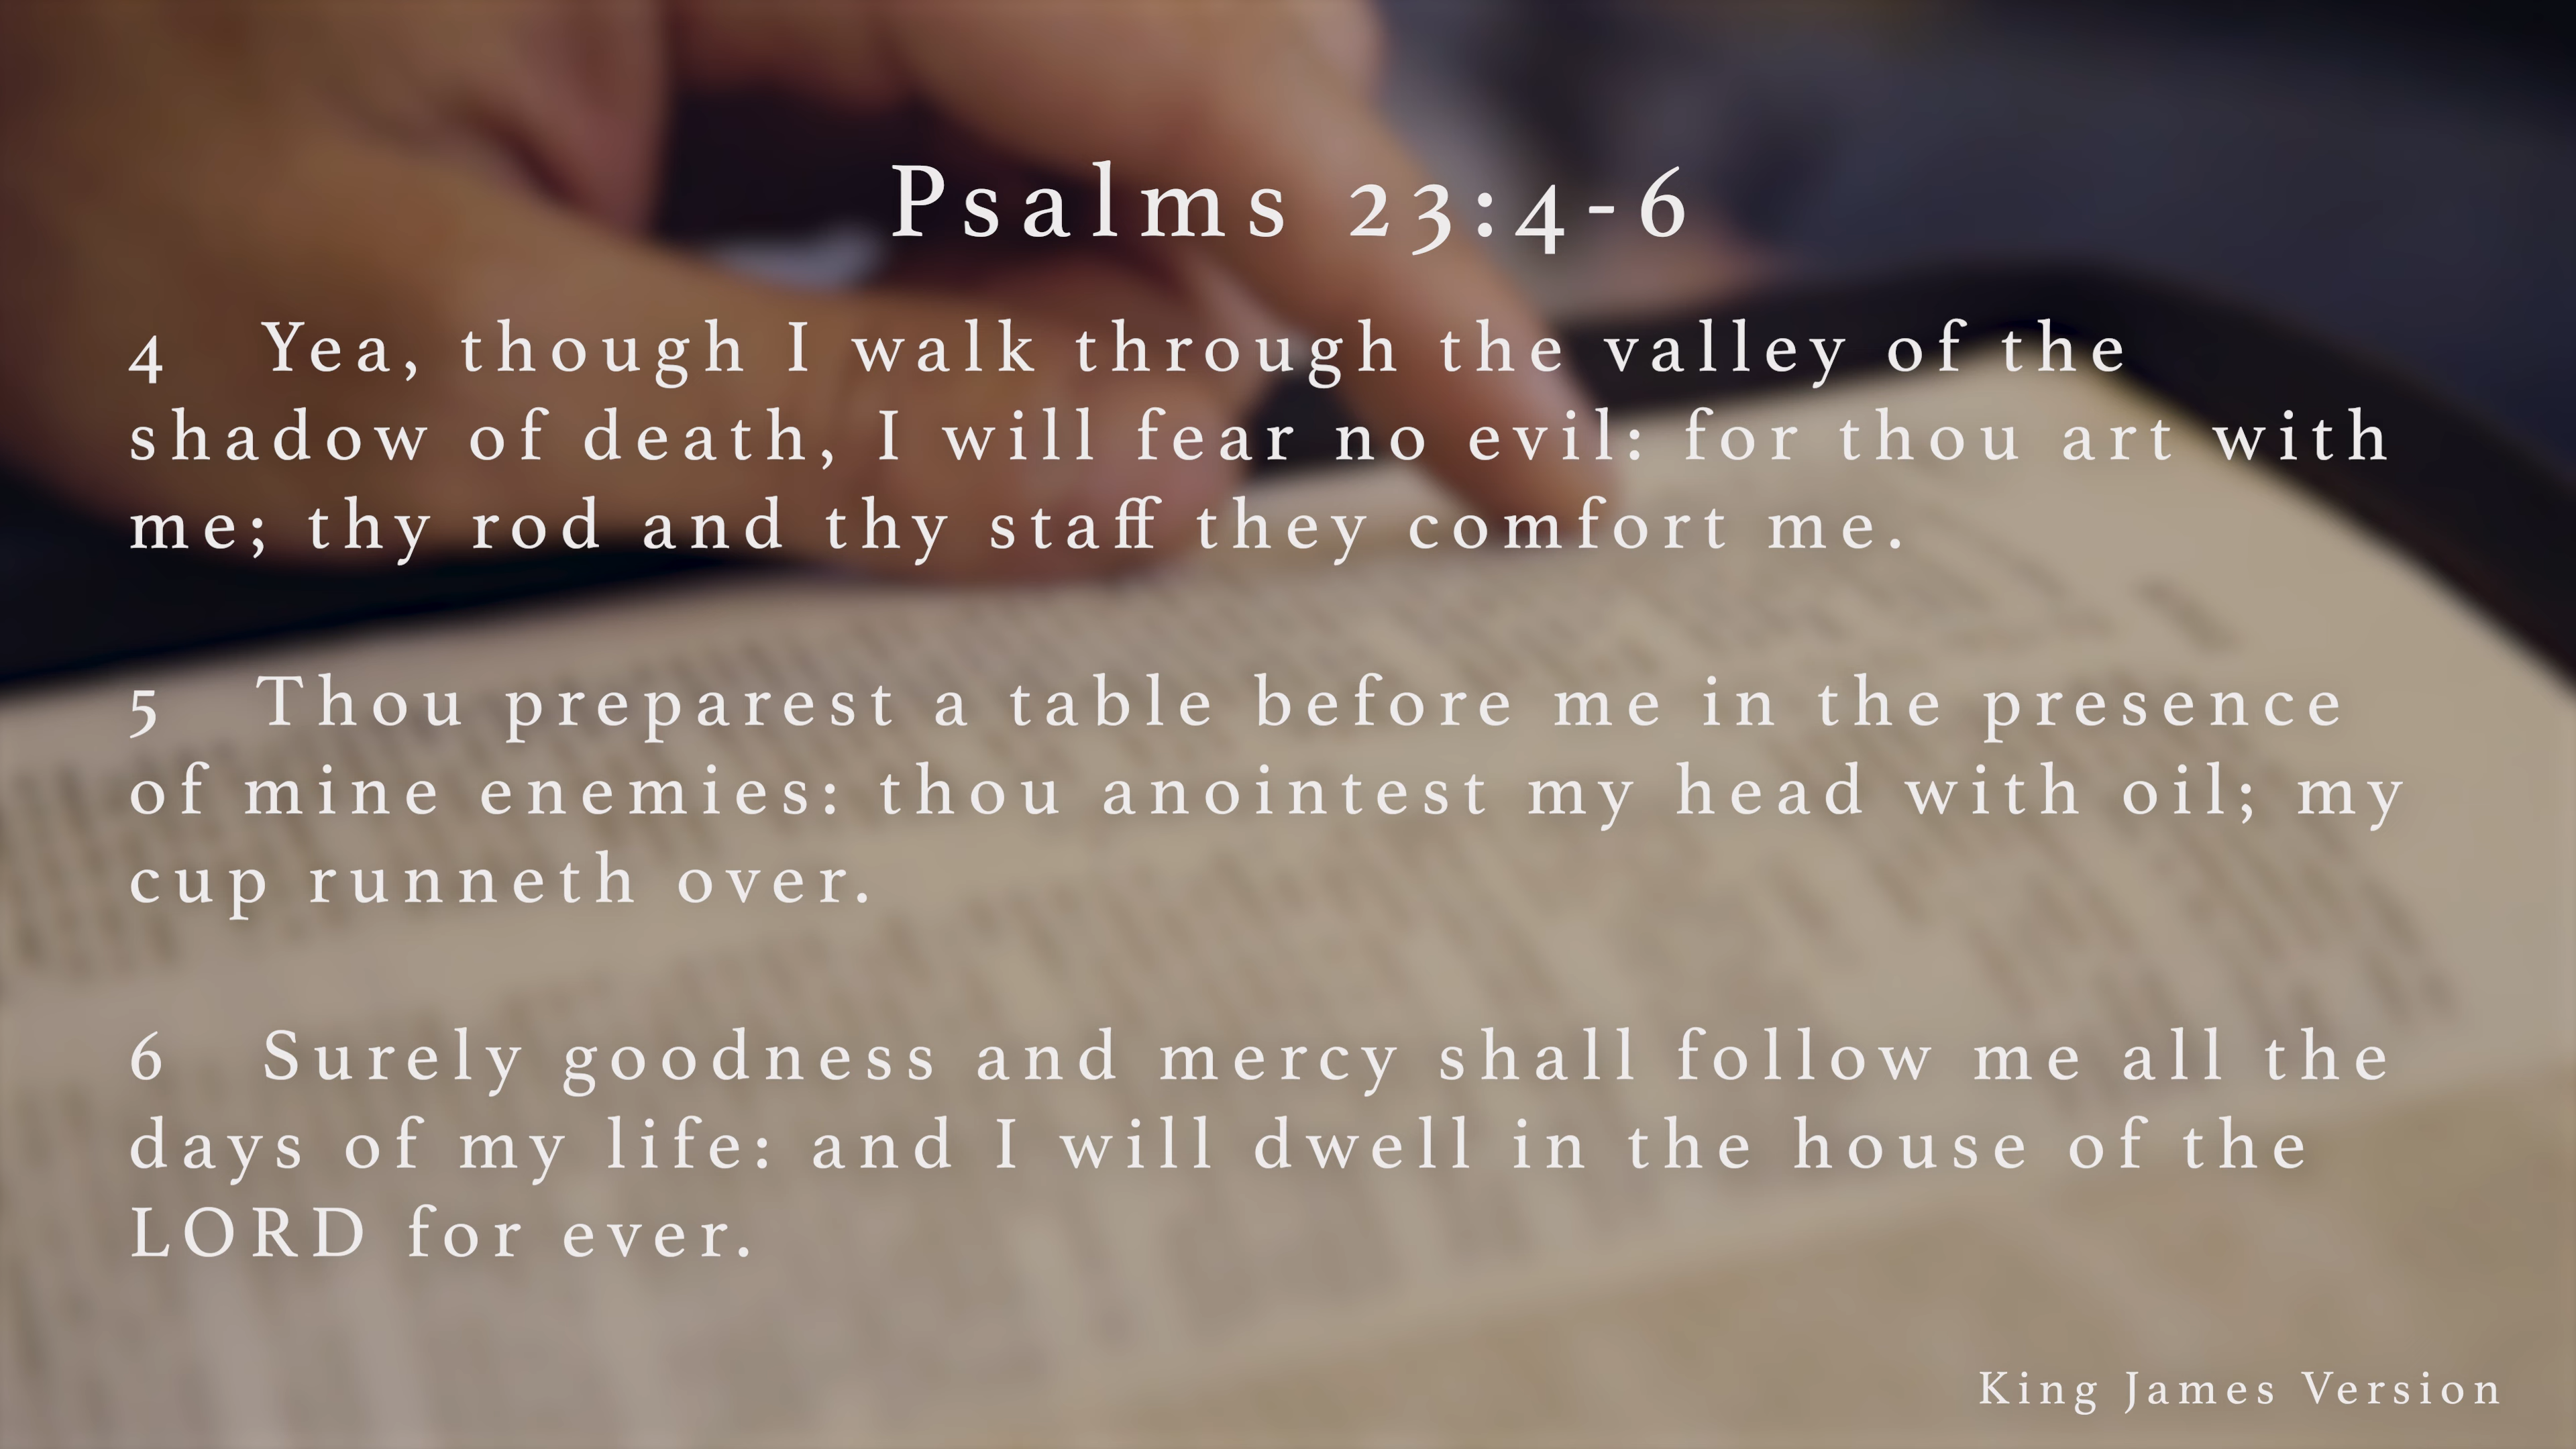 Psalms 23:4-6
4 Yea, though I walk through the valley of the
shadow of death, I will fear no evil: for thou art with
me; thy rod and thy staff they comfort me.
5 Thou preparest a table before me in the presence
of mine enemies: thou anointest my head with oil; my
cup runneth over.
6 Surely goodness and mercy shall follow me all the
days of my life: and I will dwell in the house of the
LORD for ever.
King James Version